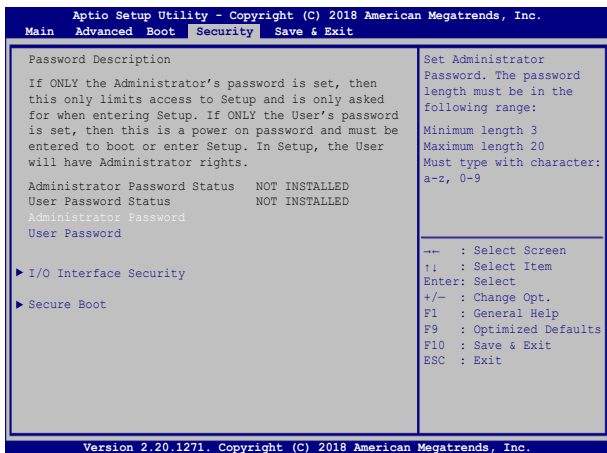 Aptio Setup Utility - Copyright (C) 2018 American Megatrends, Inc.
Main Advanced Boot Security Save & Exit
Password Description
If ONLY the Administrator's password is set, then
this only limits access to Setup and is only asked
for when entering Setup. If ONLY the User's password
is set, then this is a power on password and must be
entered to boot or enter Setup. In Setup, the User
will have Administrator rights.
Administrator Password Status NOT INSTALLED
User Password Status NOT INSTALLED
Administrator Password
User Password
I/O Interface Security
Secure Boot
Set Administrator
Password. The password
length must be in the
following range:
Minimum length 3
Maximum length 20
Must type with character:
a-z, 0-9
→← : Select Screen
↑↓ : Select Item
Enter: Select
+/— : Change Opt.
F1 : General Help
F9 : Optimized Defaults
F10 : Save & Exit
ESC : Exit
Version 2.20.1271. Copyright (C) 2018 American Megatrends, Inc.